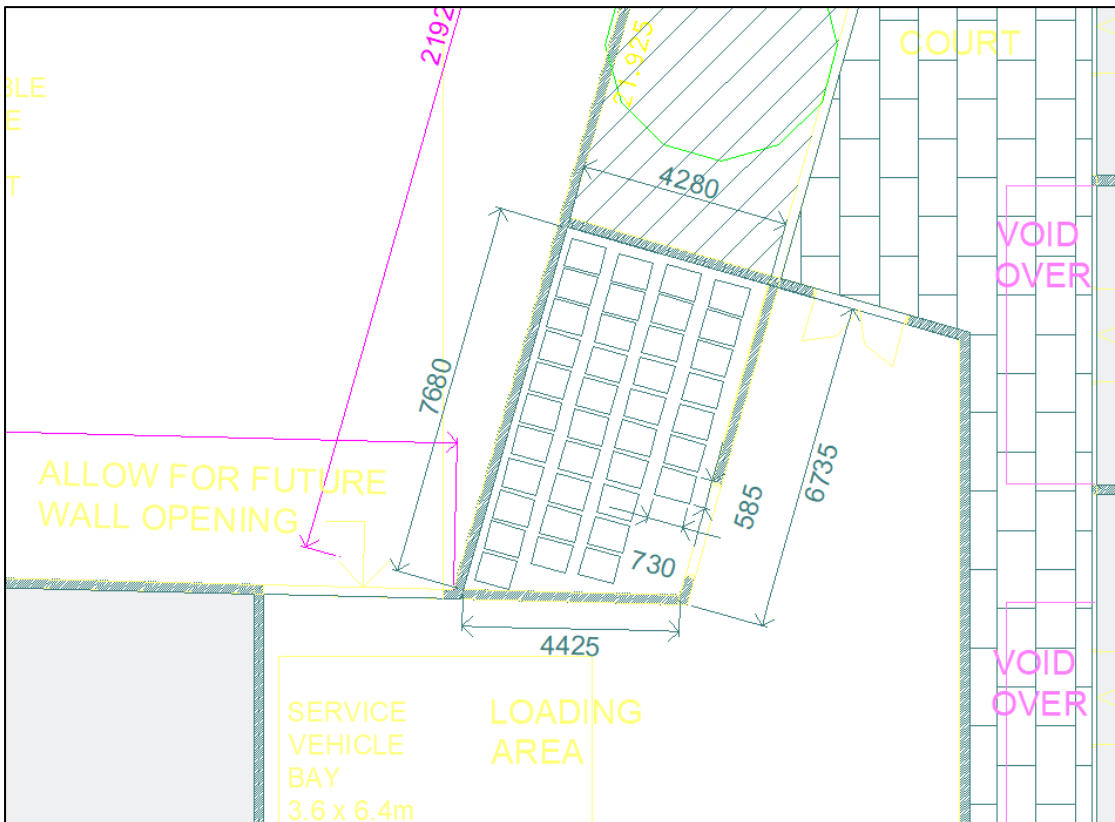 2192
21.925
COURT
BLE
E
T
4280
VOID
OVER
7680
6735
585
730
ALLOW FOR FUTURE
WALL OPENING
4425
VOID
OVER
SERVICE
VEHICLE
BAY
3.6 x 6.4m
LOADING
AREA